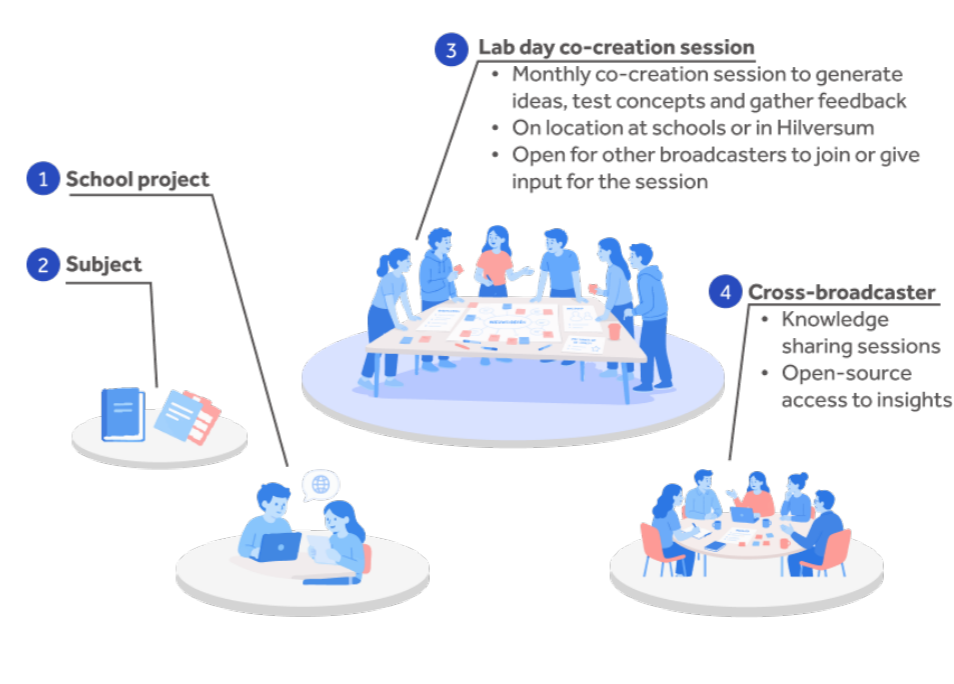 1 School project
2 Subject
3 Lab day co-creation session
• Monthly co-creation session to generate
ideas, test concepts and gather feedback
• On location at schools or in Hilversum
• Open for other broadcasters to join or give
input for the session
4 Cross-broadcaster
• Knowledge
sharing sessions
• Open-source
access to insights